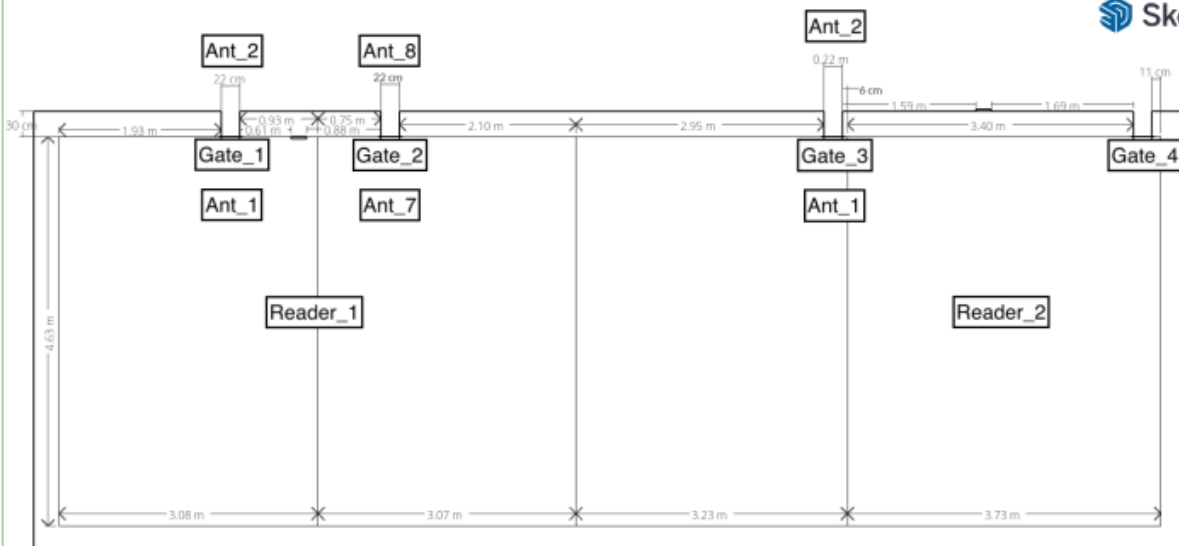 Ske
Ant_2
Ant_2
Ant_8
0.22 m
22 cm
22 cm
11 cm
6 cm
1.59 m
1.69 m
30 cm
0.93 m
0.75 m
1.93 m
0.61 m
0.88 m
2.10 m
2.95 m
3.40 m
Gate_1
Gate_2
Gate_3
Gate_4
Ant_1
Ant_7
Ant_1
Reader_1
Reader_2
4.63 m
3.08 m
3.07 m
3.23 m
3.73 m